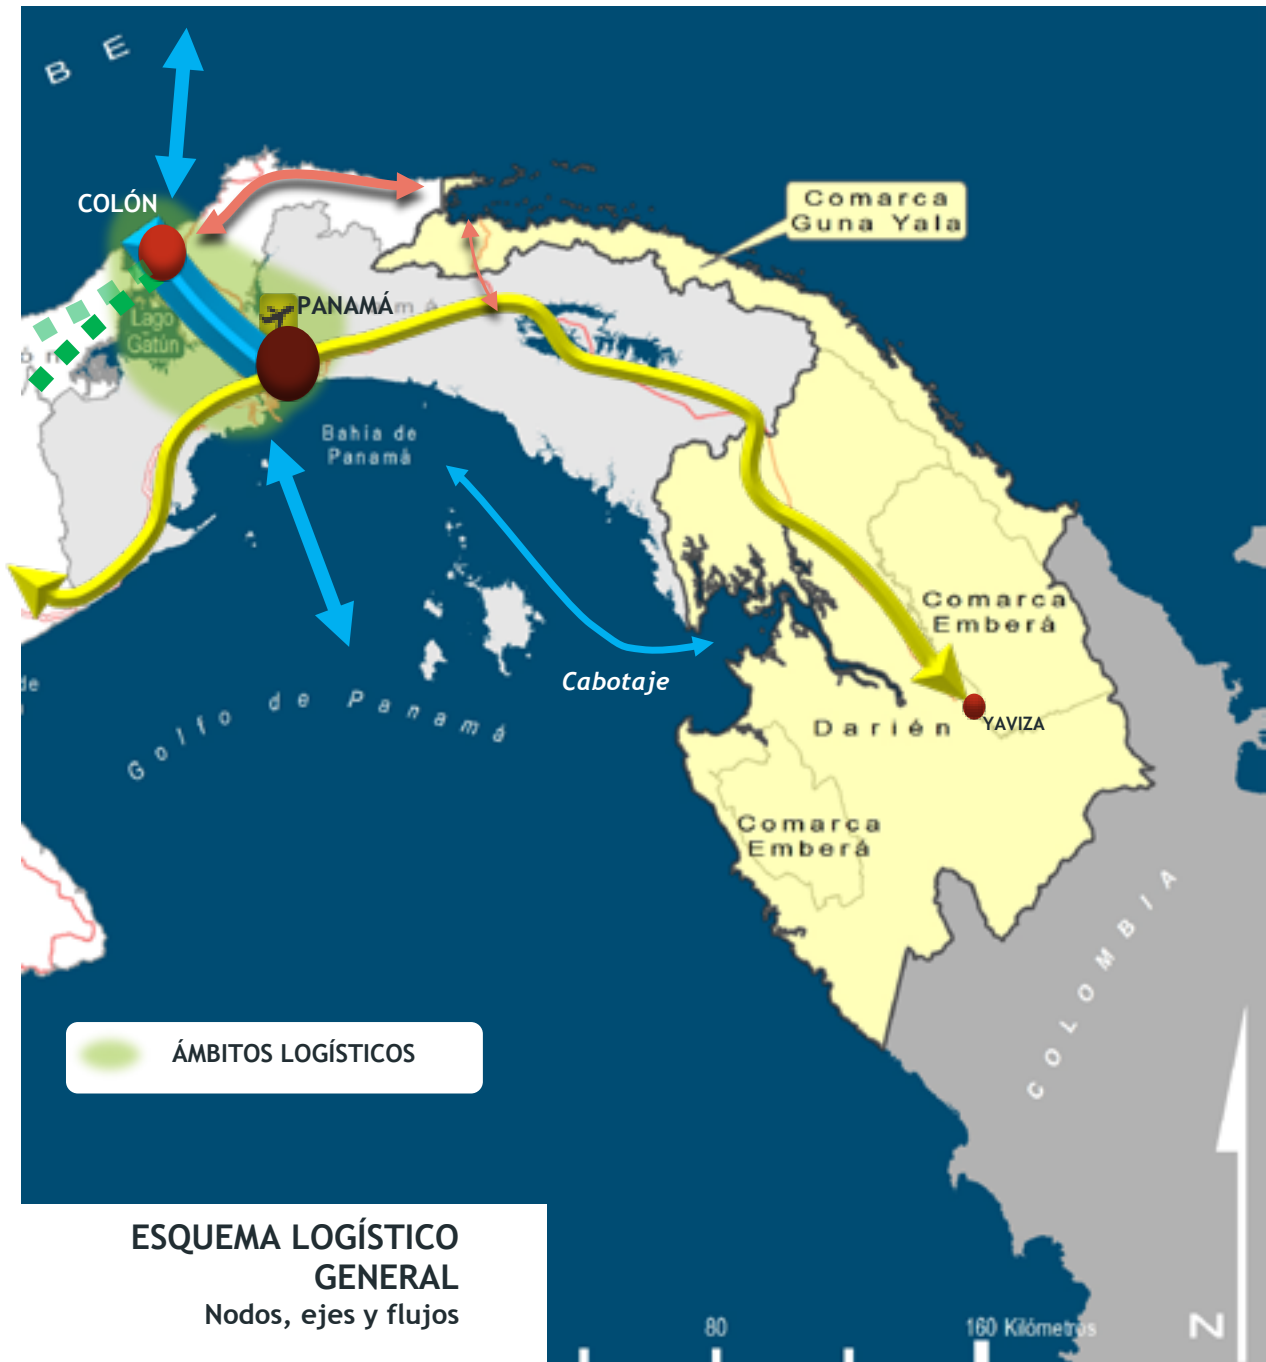 B E
COLÓN
Comarca
Guna Yala
PANAMÁ
Lago
Gatún
Bahía de
Panamá
Comarca
Emberá
Cabotaje
de
Golfo de Panamá
Darién
YAVIZA
Comarca
Emberá
COLOMBIA
ÁMBITOS LOGÍSTICOS
ESQUEMA LOGÍSTICO
GENERAL
Nodos, ejes y flujos
80
160 Kilómetros
N